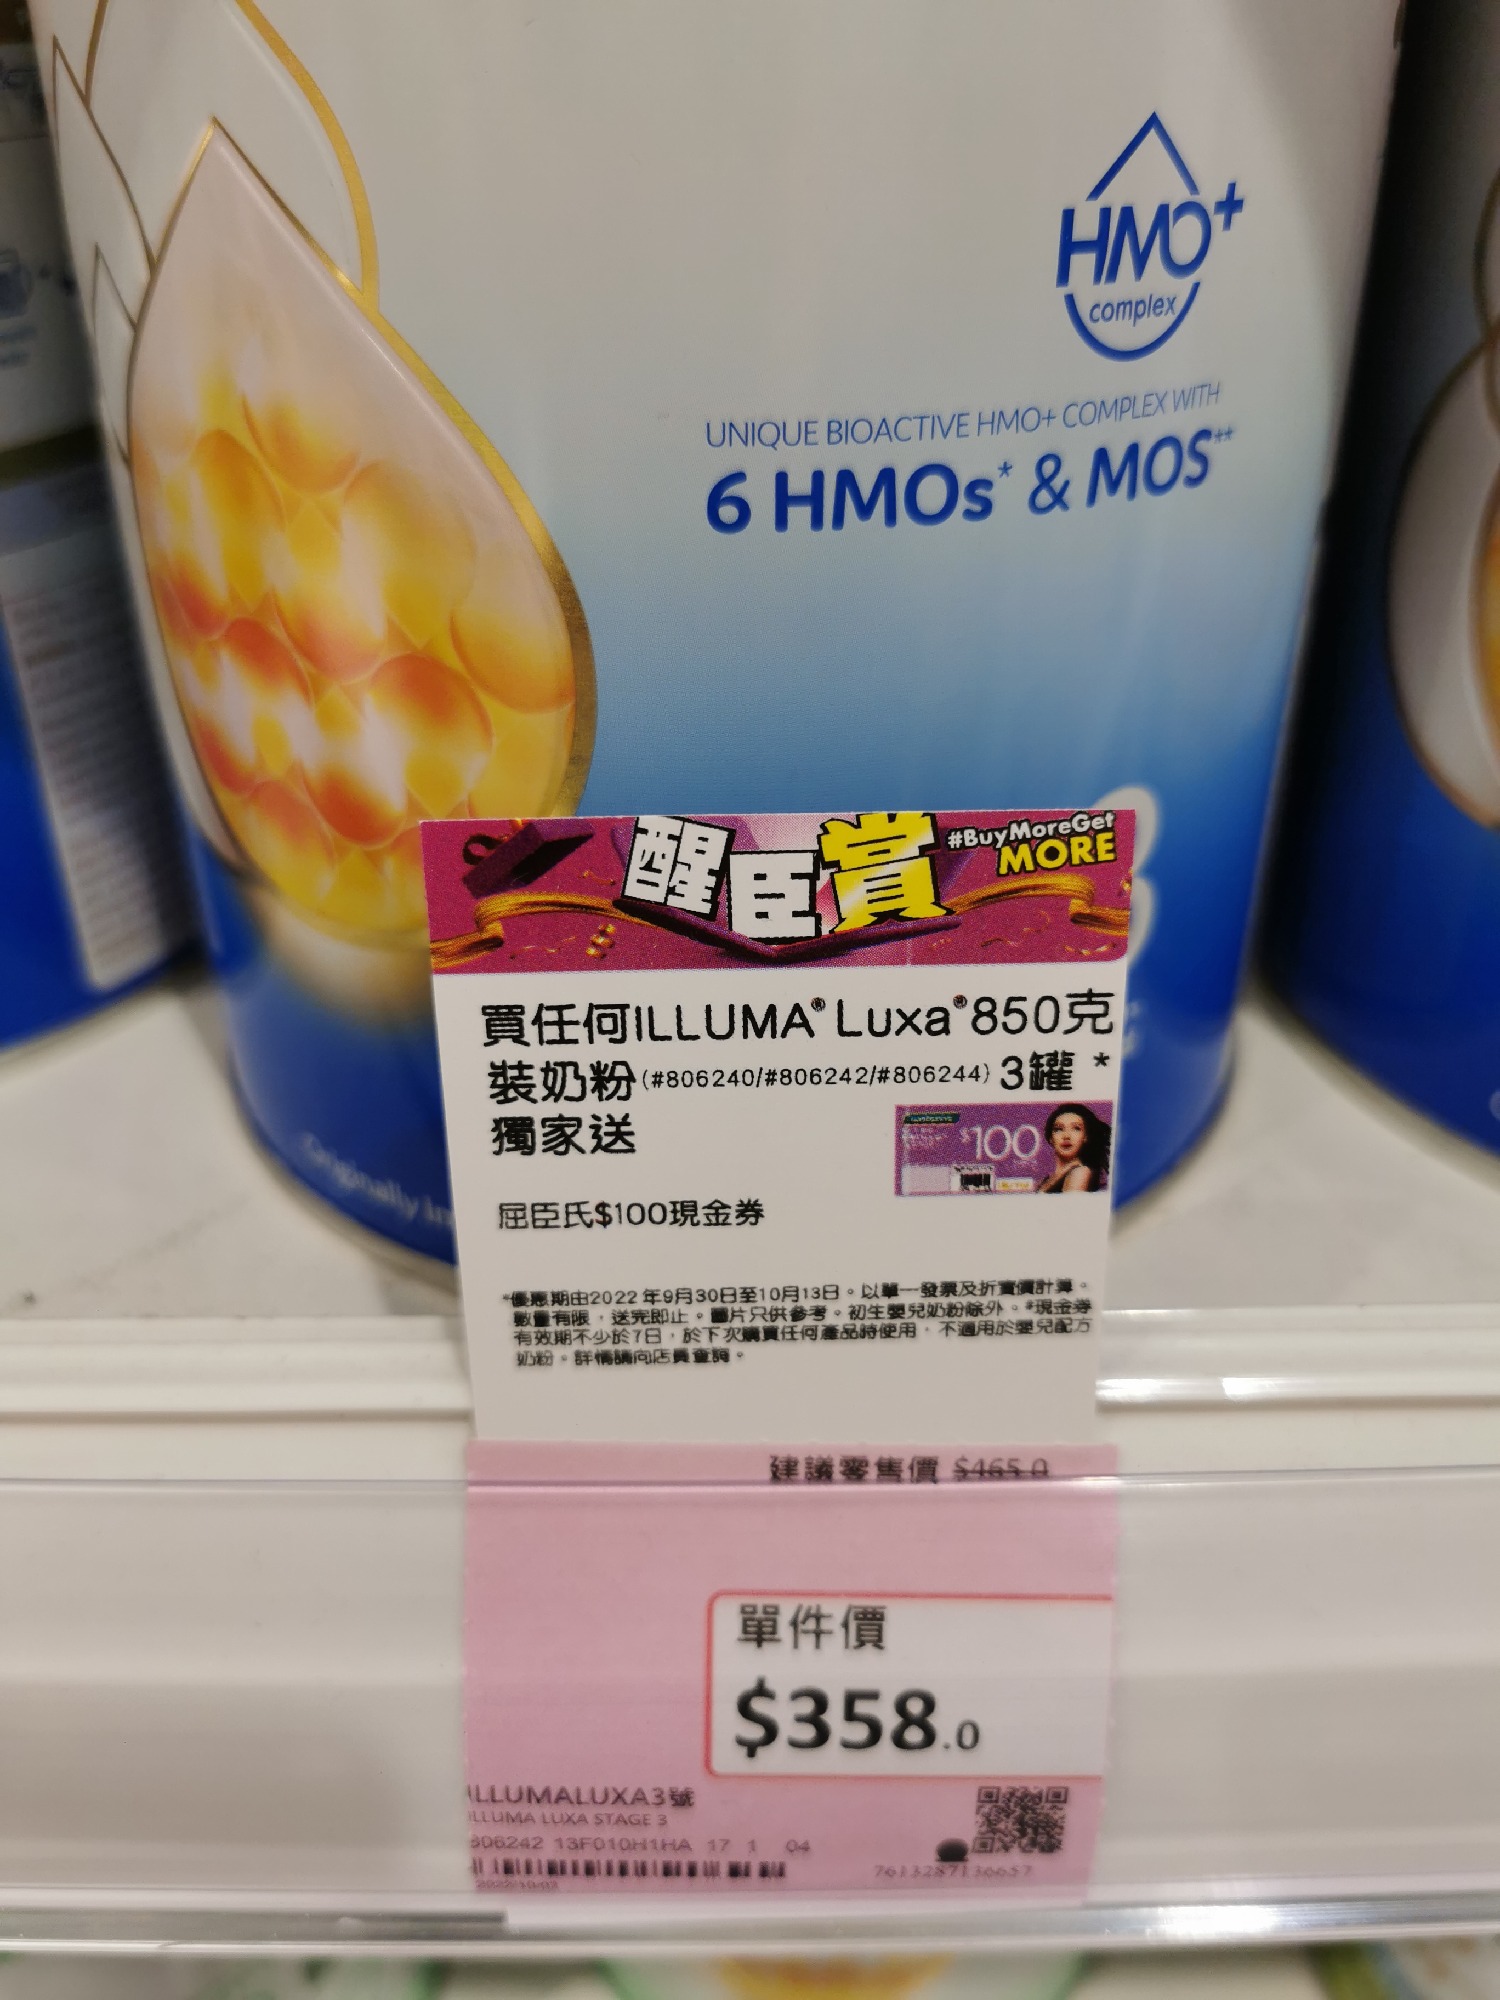 HMO+
complex
UNIQUE BIOACTIVE HMO+ COMPLEX WITH
6 HMOs* & MOS**
醒臣賞
#BuyMoreGet
MORE
買任何ILLUMA® Luxa®850克
裝奶粉(#806240/#806242/#806244) 3罐 *
獨家送
$100
屈臣氏$100現金券
*優惠期由2022年9月30日至10月13日。以單一發票及折實價計算。
數量有限，送完即止。圖片只供參考。初生嬰兒奶粉除外。*現金券
有效期不少於7日，於下次購買任何產品時使用，不適用於嬰兒配方
奶粉。詳情請向店員查詢。
Originally in
建議零售價 $465.0
單件價
$358.0
ILLUMALUXA3號
ILLUMA LUXA STAGE 3
806242 13F010H1HA 17 1 04
7613287136657
2022/10/03